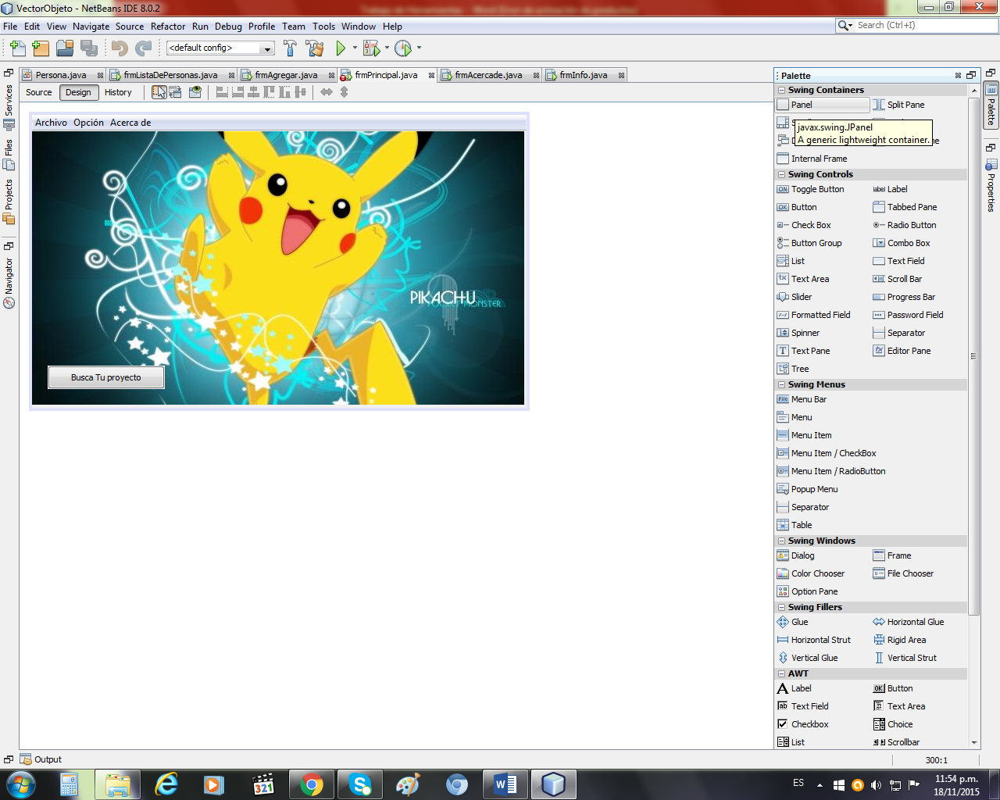 VectorObjeto - NetBeans IDE 8.0.2
File Edit View Navigate Source Refactor Run Debug Profile Team Tools Window Help
Search (Ctrl+I)
<default config>
Persona.java frmListaDePersonas.java frmAgregar.java frmPrincipal.java frmAcercade.java frmInfo.java
Source Design History
Services
Files
Projects
Navigator
Archivo Opción Acerca de
PIKACHU
MONSTER
Busca Tu proyecto
Palette
Swing Containers
Panel Split Pane
javax.swing.JPanel
A generic lightweight container.
Internal Frame
Swing Controls
Toggle Button label Label
OK Button Tabbed Pane
Check Box Radio Button
Button Group Combo Box
List Text Field
Text Area Scroll Bar
Slider Progress Bar
Formatted Field Password Field
Spinner Separator
Text Pane Editor Pane
Tree
Swing Menus
File Menu Bar
Menu
Menu Item
Menu Item / CheckBox
Menu Item / RadioButton
Popup Menu
Separator
Table
Swing Windows
Dialog Frame
Color Chooser File Chooser
Option Pane
Swing Fillers
Glue Horizontal Glue
Horizontal Strut Rigid Area
Vertical Glue Vertical Strut
AWT
A Label OK Button
ab Text Field Text Area
Checkbox Choice
List Scrollbar
Palette
Properties
Output
300:1
321
ES
11:54 p.m.
18/11/2015